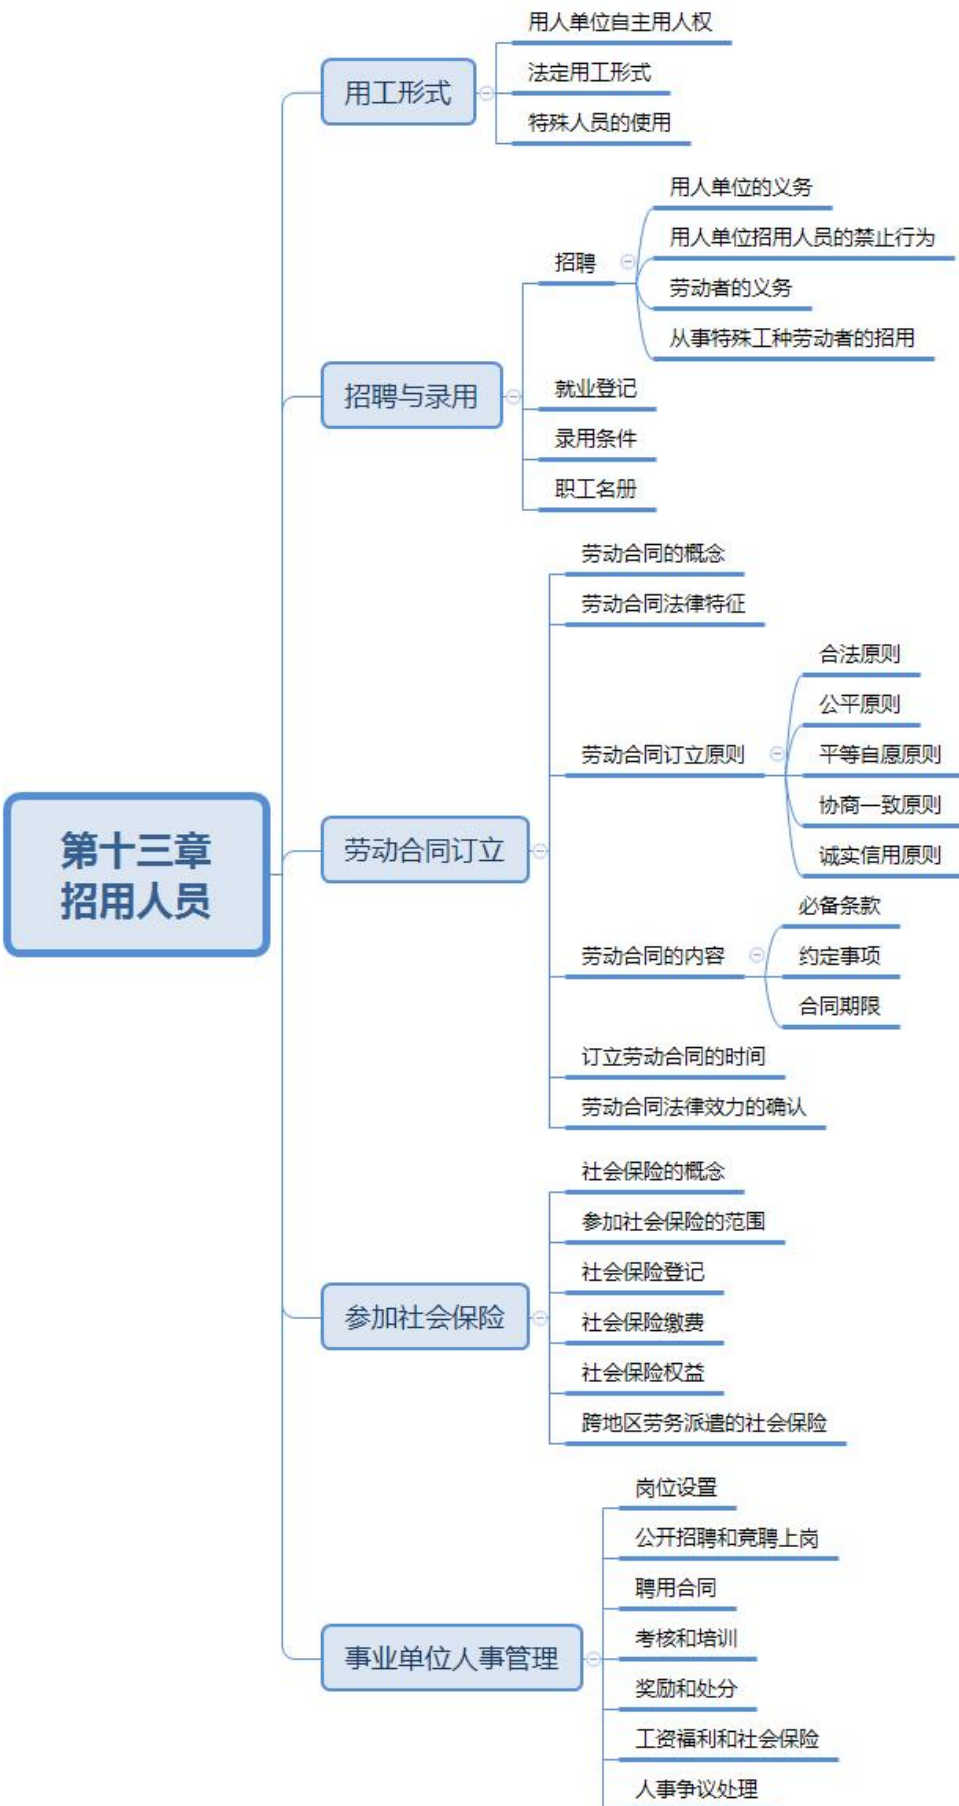 第十三章
招用人员
用工形式
用人单位自主用人权
法定用工形式
特殊人员的使用
招聘与录用
招聘
用人单位的义务
用人单位招用人员的禁止行为
劳动者的义务
从事特殊工种劳动者的招用
就业登记
录用条件
职工名册
劳动合同订立
劳动合同的概念
劳动合同法律特征
劳动合同订立原则
合法原则
公平原则
平等自愿原则
协商一致原则
诚实信用原则
劳动合同的内容
必备条款
约定事项
合同期限
订立劳动合同的时间
劳动合同法律效力的确认
参加社会保险
社会保险的概念
参加社会保险的范围
社会保险登记
社会保险缴费
社会保险权益
跨地区劳务派遣的社会保险
事业单位人事管理
岗位设置
公开招聘和竞聘上岗
聘用合同
考核和培训
奖励和处分
工资福利和社会保险
人事争议处理